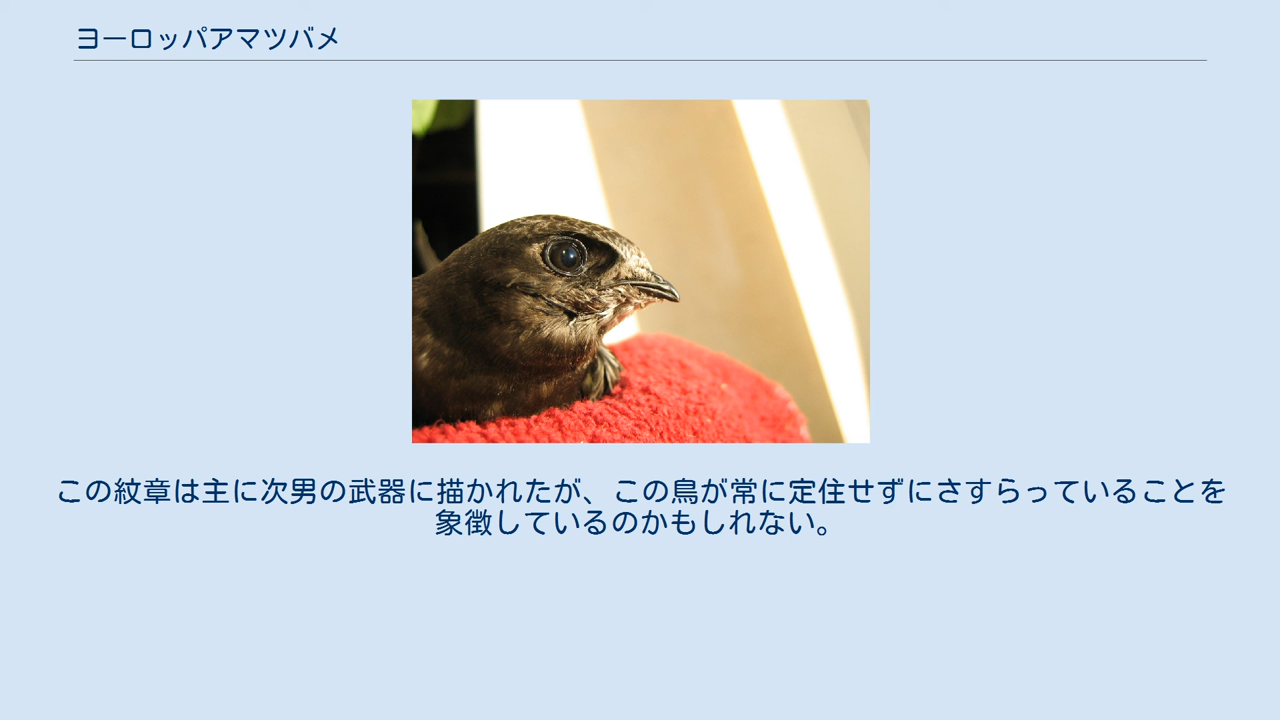 ヨーロッパアマツバメ
この紋章は主に次男の武器に描かれたが、この鳥が常に定住せずにさすらっていることを
象徴しているのかもしれない。